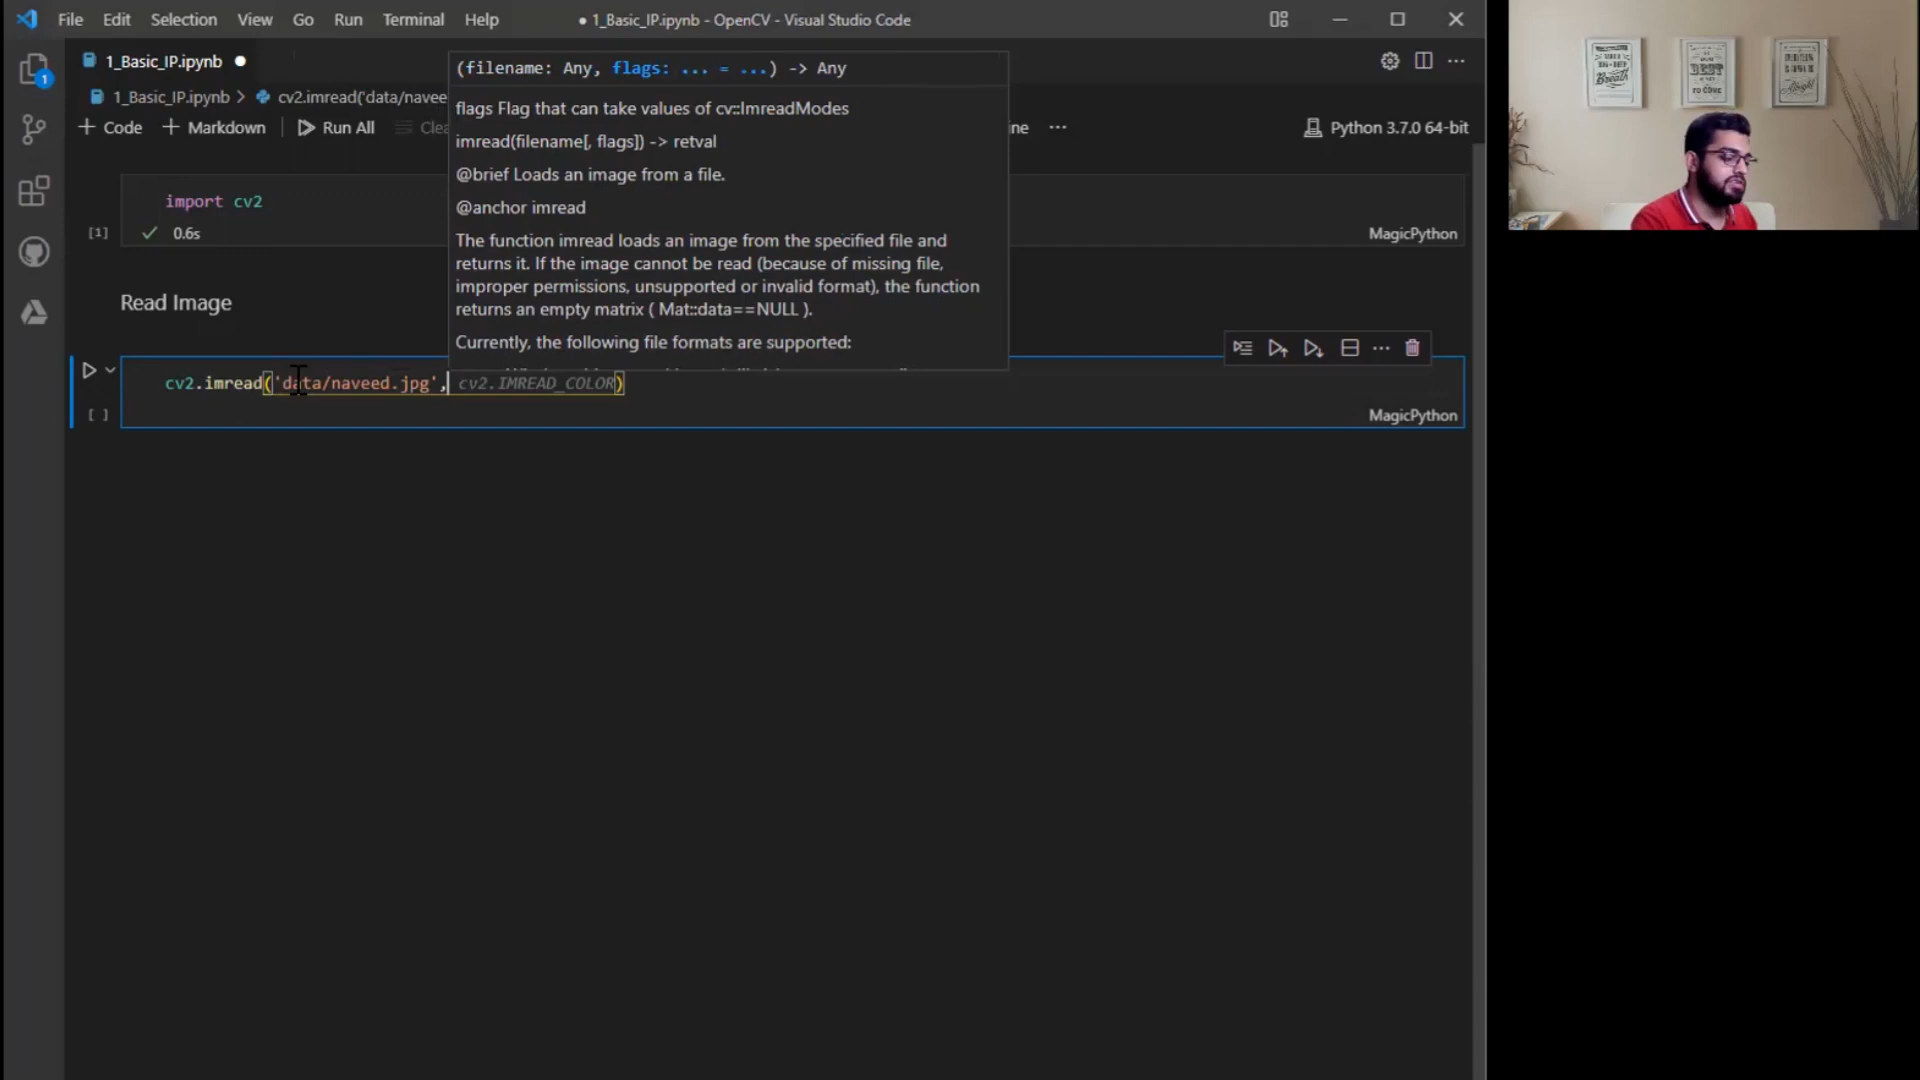 File Edit Selection View Go Run Terminal Help ● 1_Basic_IP.ipynb - OpenCV - Visual Studio Code
1_Basic_IP.ipynb ●
1_Basic_IP.ipynb > cv2.imread('data/navee
+ Code + Markdown Run All Clea ine ··· Python 3.7.0 64-bit
(filename: Any, flags: ... = ...) -> Any
flags Flag that can take values of cv::ImreadModes
imread(filename[, flags]) -> retval
@brief Loads an image from a file.
@anchor imread
The function imread loads an image from the specified file and
returns it. If the image cannot be read (because of missing file,
improper permissions, unsupported or invalid format), the function
returns an empty matrix ( Mat::data==NULL ).
Currently, the following file formats are supported:
import cv2
[1] 0.6s
MagicPython
Read Image
cv2.imread('data/naveed.jpg', cv2.IMREAD_COLOR)
[ ]
MagicPython
1